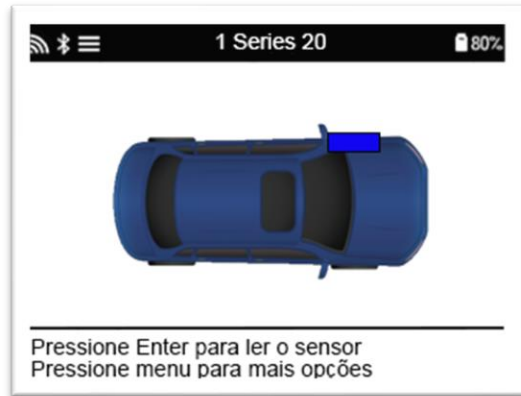 1 Series 20
80%
Pressione Enter para ler o sensor
Pressione menu para mais opções